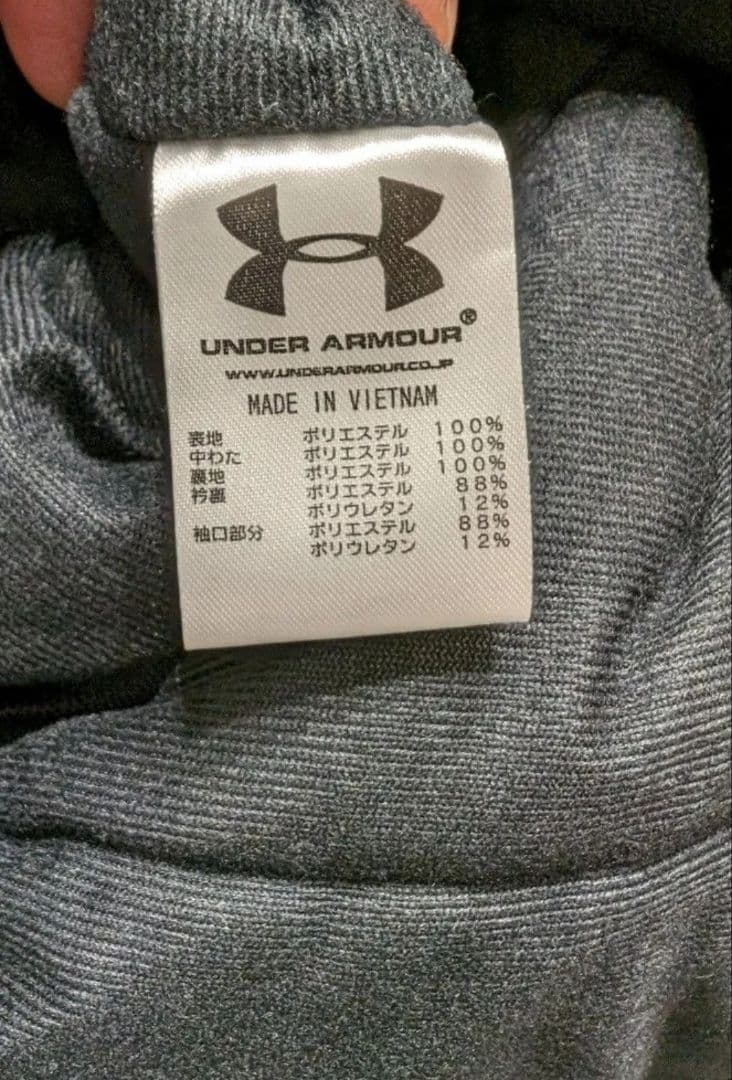 UNDER ARMOUR®
WWW.UNDERARMOUR.CO.JP
MADE IN VIETNAM
表地 ポリエステル 100%
中わた ポリエステル 100%
裏地 ポリエステル 100%
衿裏 ポリエステル 88%
ポリウレタン 12%
袖口部分 ポリエステル 88%
ポリウレタン 12%